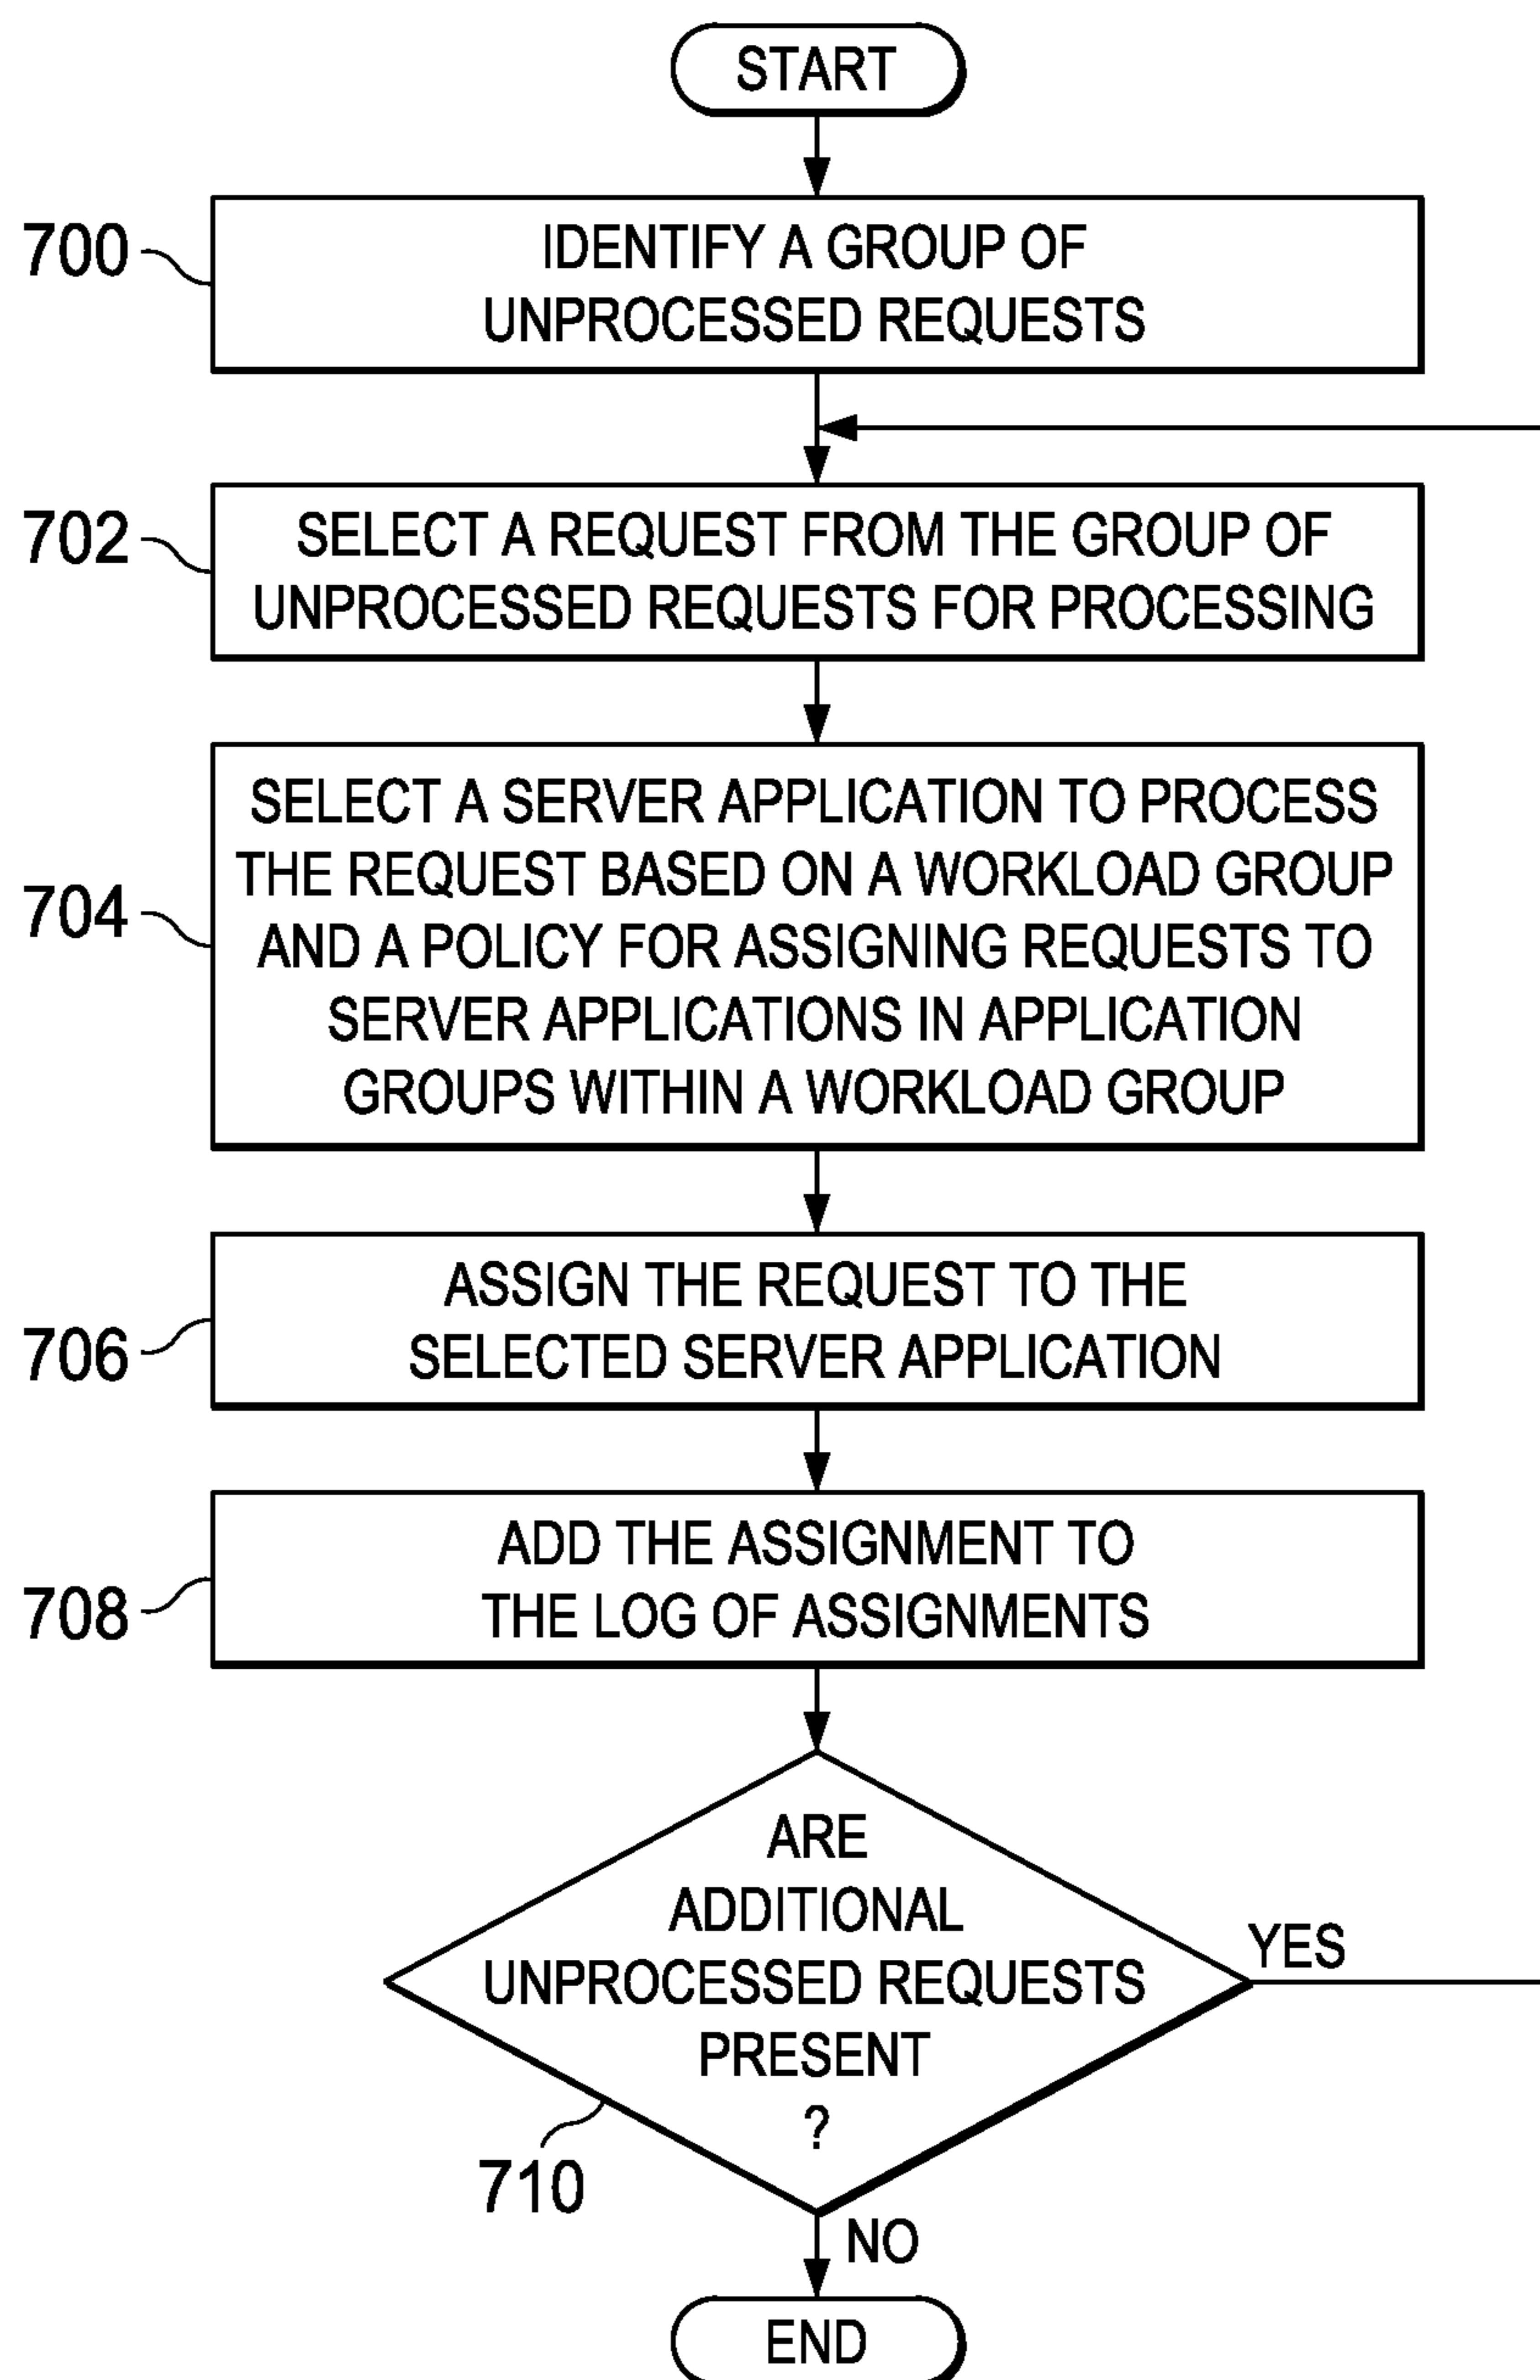 START
700
IDENTIFY A GROUP OF
UNPROCESSED REQUESTS
702
SELECT A REQUEST FROM THE GROUP OF
UNPROCESSED REQUESTS FOR PROCESSING
704
SELECT A SERVER APPLICATION TO PROCESS
THE REQUEST BASED ON A WORKLOAD GROUP
AND A POLICY FOR ASSIGNING REQUESTS TO
SERVER APPLICATIONS IN APPLICATION
GROUPS WITHIN A WORKLOAD GROUP
706
ASSIGN THE REQUEST TO THE
SELECTED SERVER APPLICATION
708
ADD THE ASSIGNMENT TO
THE LOG OF ASSIGNMENTS
ARE
ADDITIONAL
UNPROCESSED REQUESTS
PRESENT
?
YES
710
NO
END